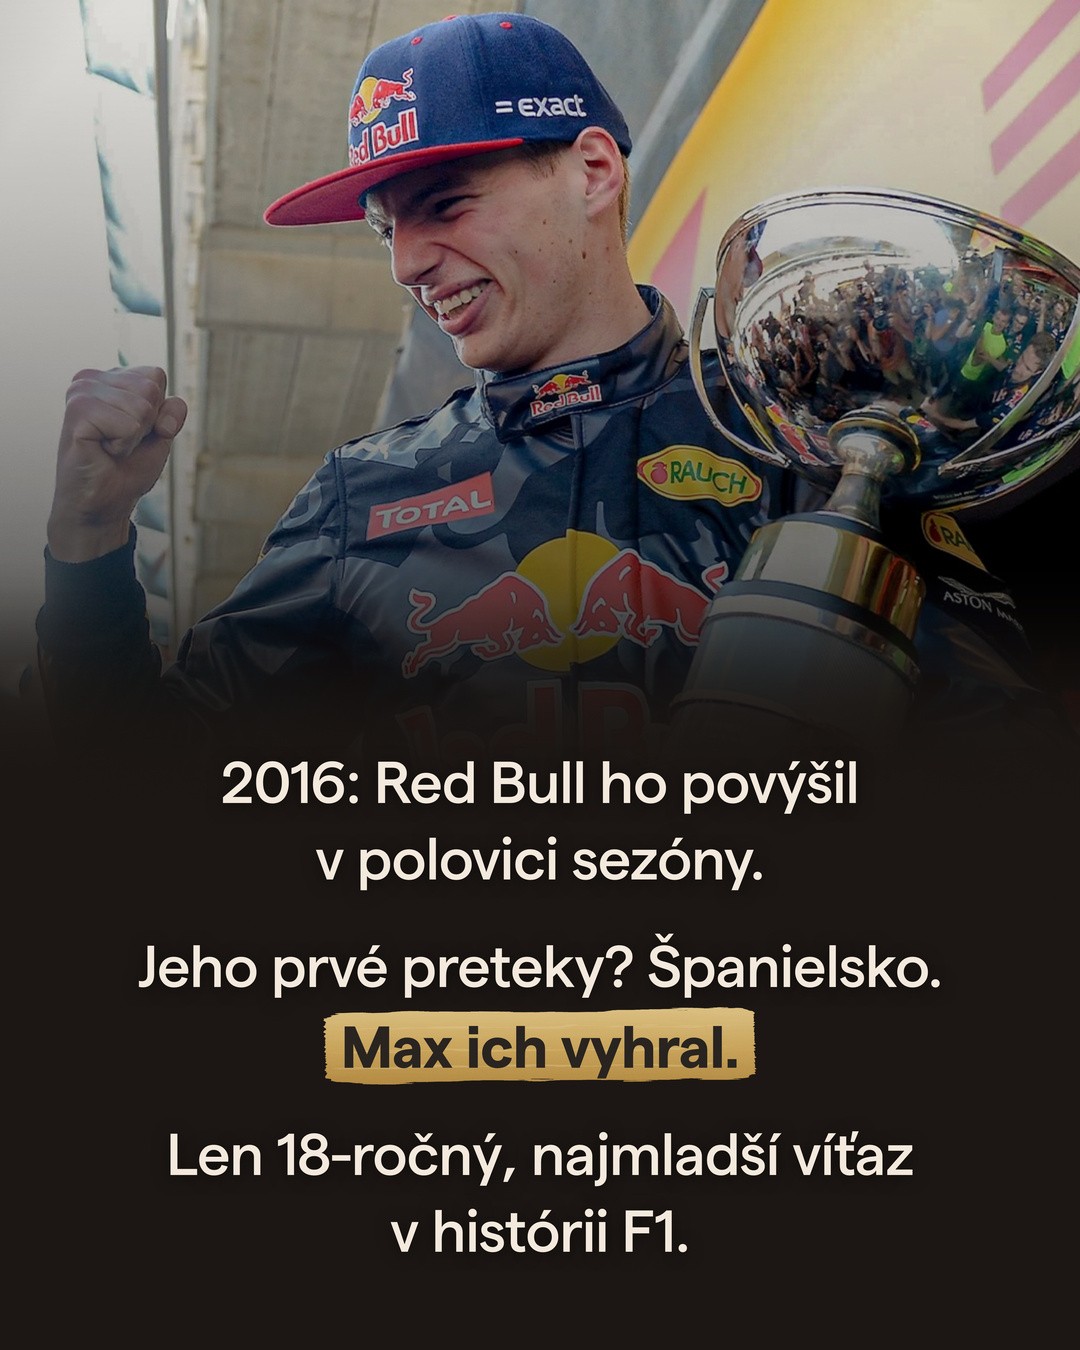 Red Bull
=exact
Red Bull
RAUCH
TOTAL
ASTON
Red B
2016: Red Bull ho povýšil
v polovici sezóny.
Jeho prvé preteky? Španielsko.
Max ich vyhral.
Len 18-ročný, najmladší víťaz
v histórii F1.